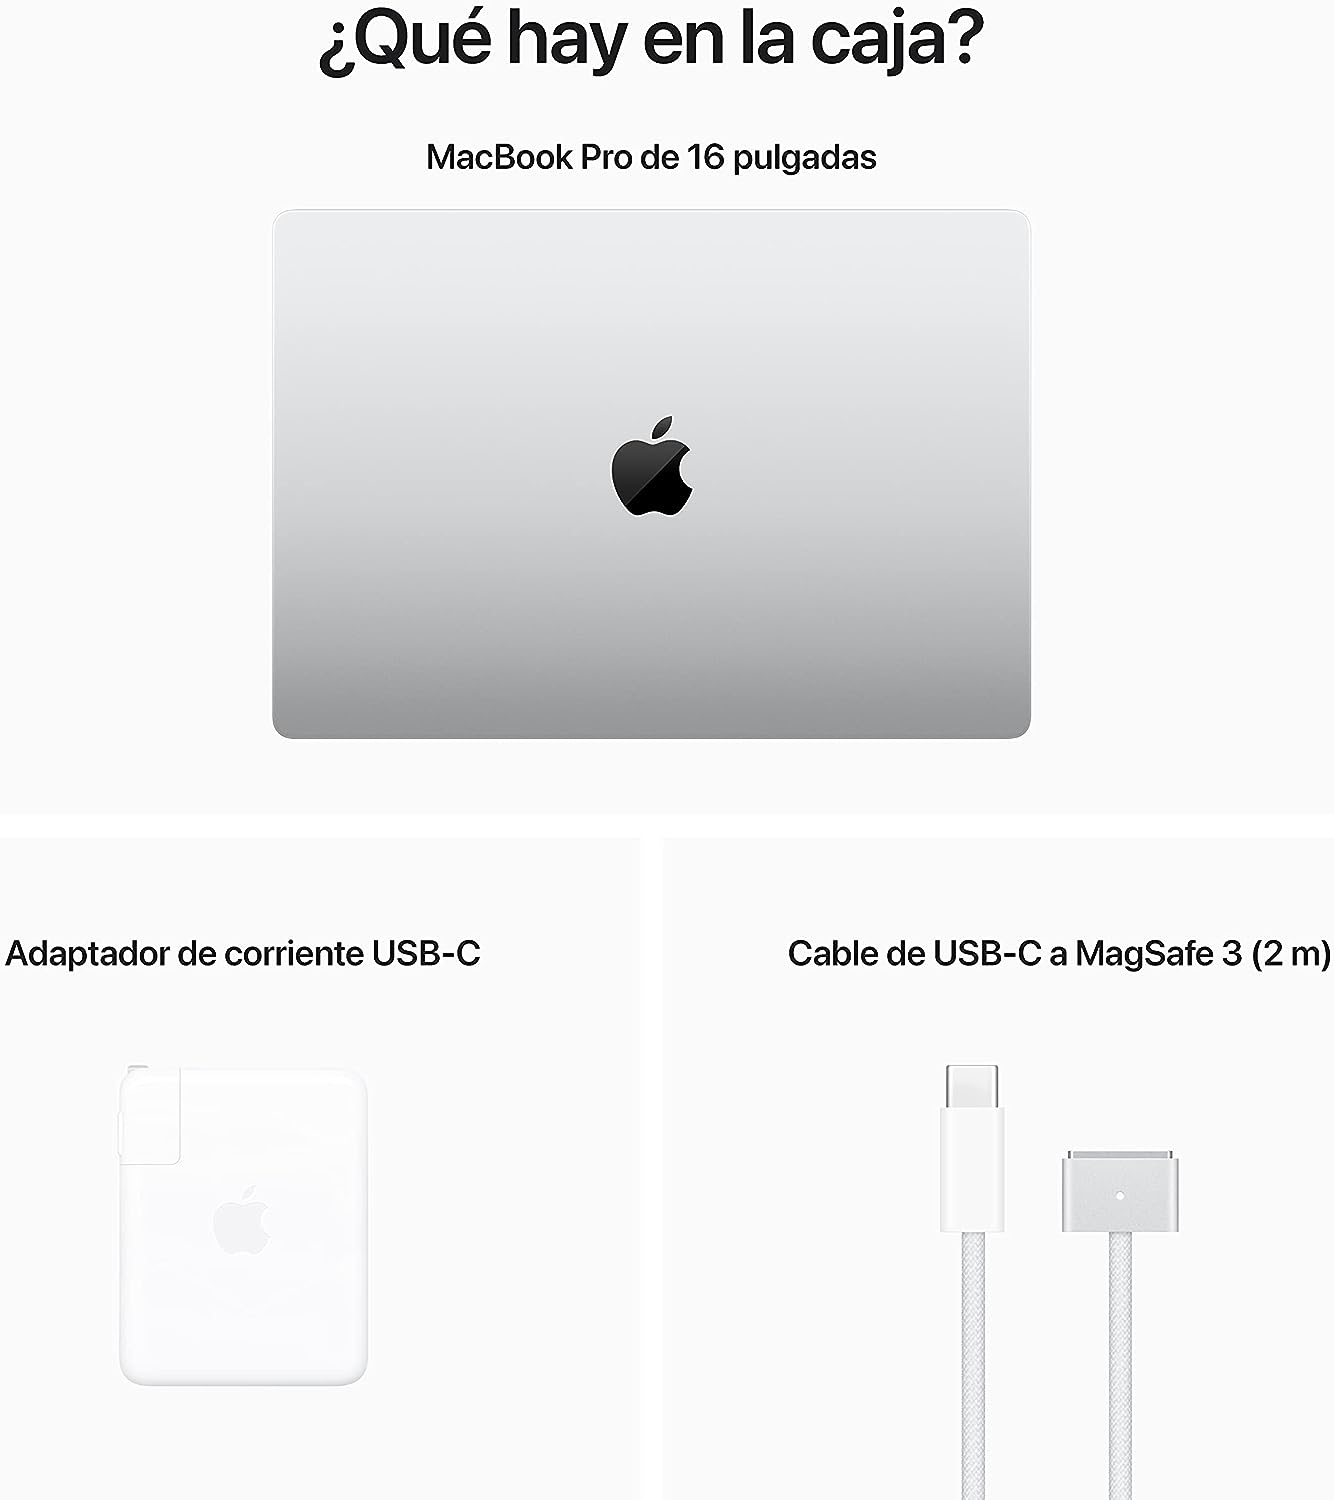 ¿Qué hay en la caja?
MacBook Pro de 16 pulgadas
Adaptador de corriente USB-C
Cable de USB-C a MagSafe 3 (2 m)